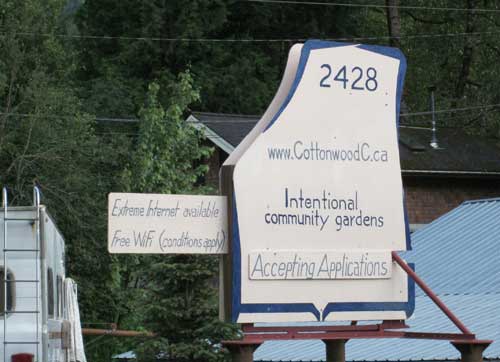 2428
www.CottonwoodC.ca
Intentional
community gardens
Accepting Applications
Extreme Internet available
Free WiFi (conditions apply)